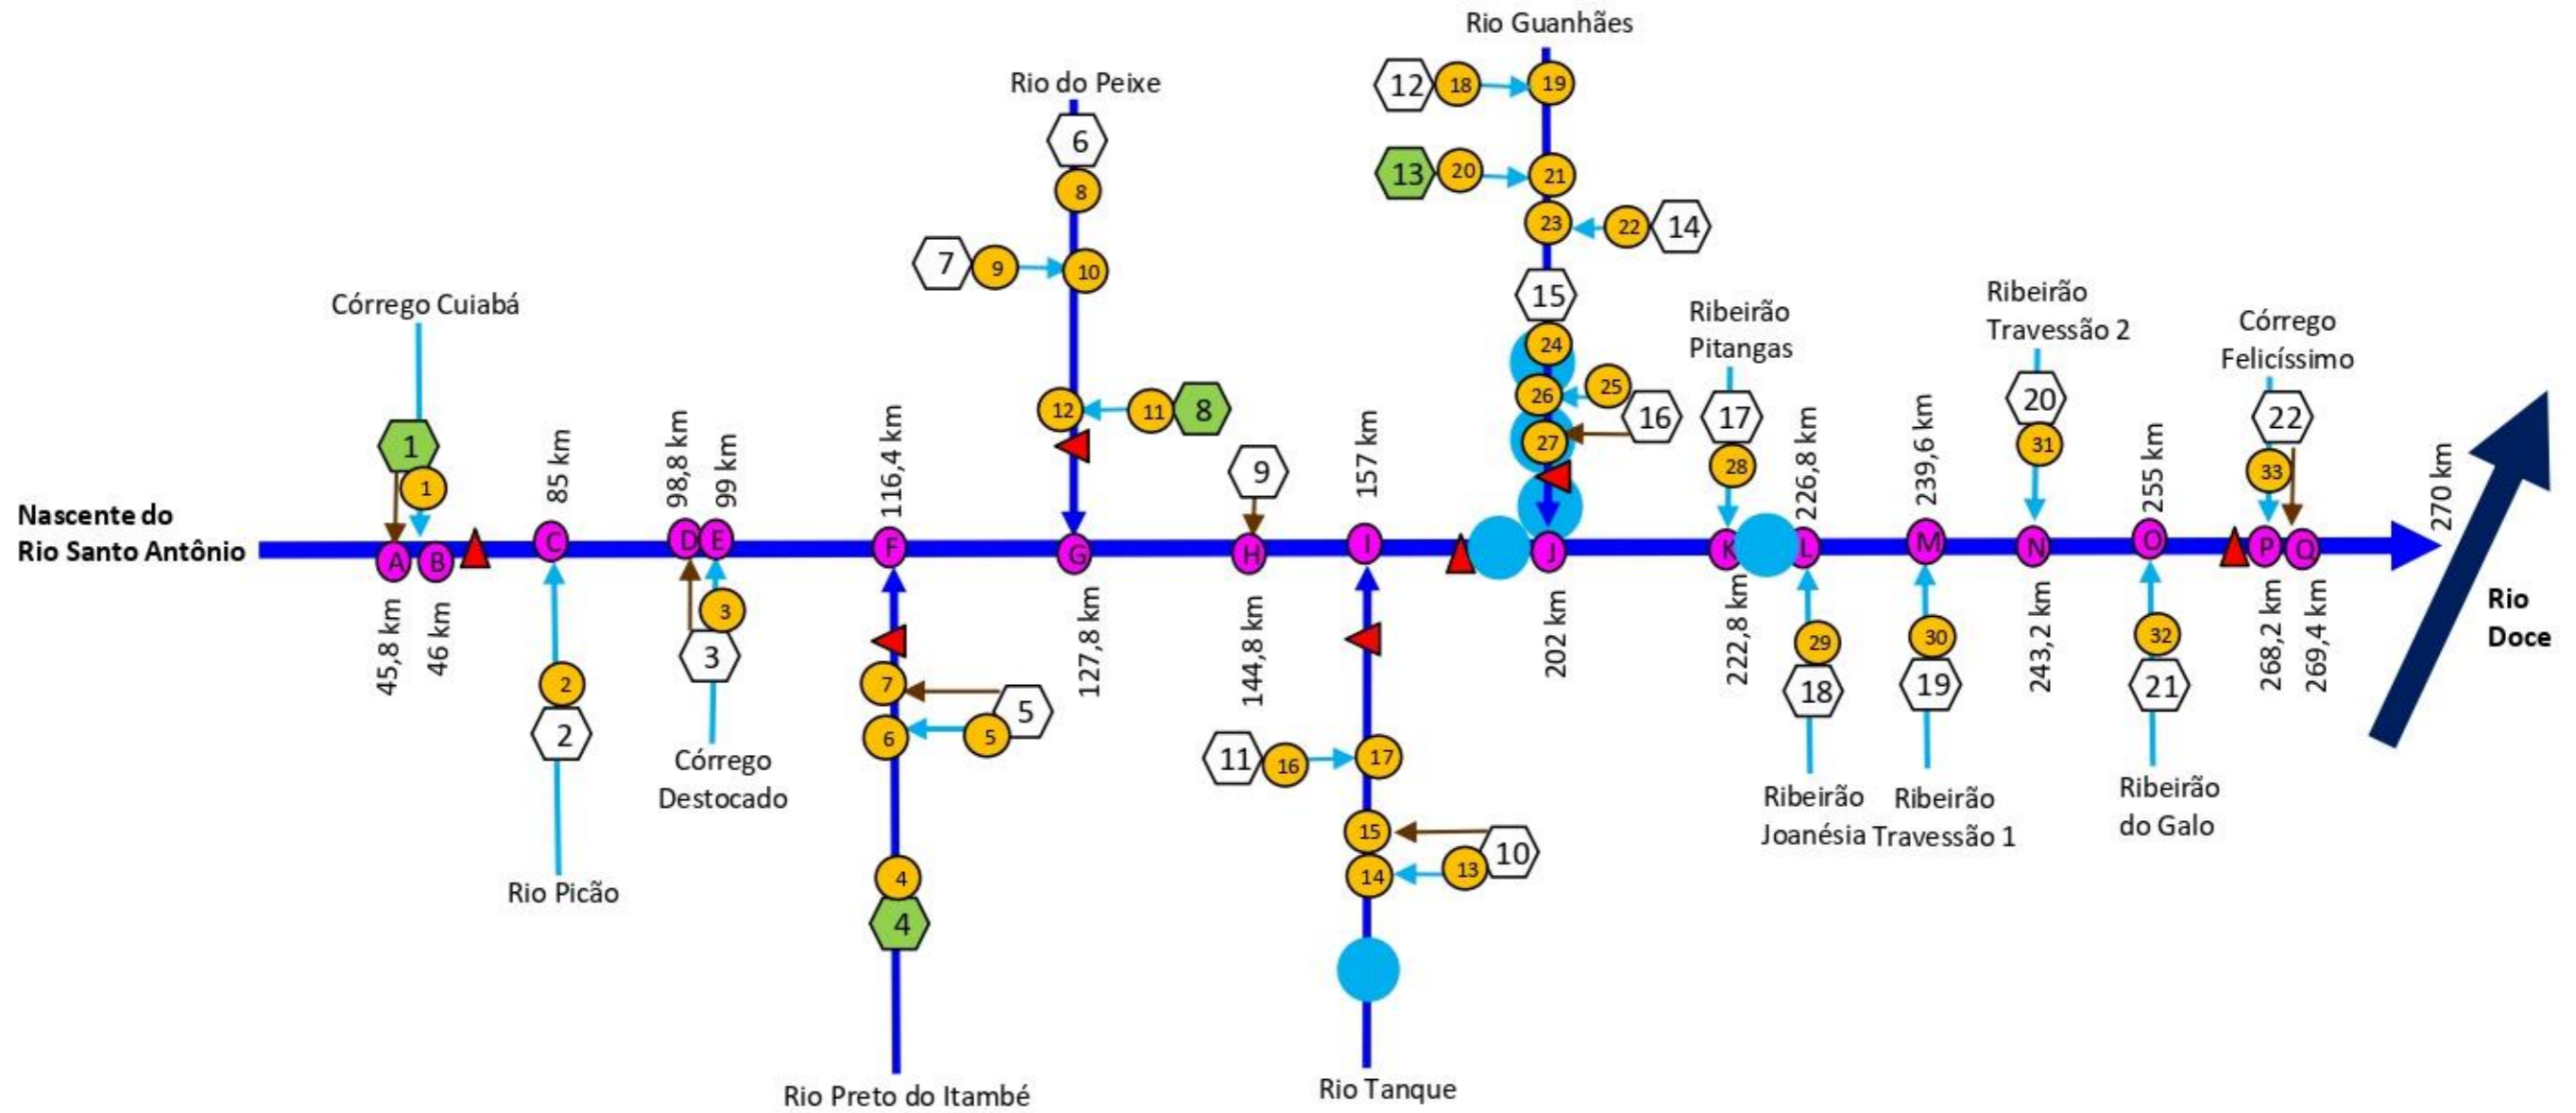 Rio Guanhães
12
18
19
Rio do Peixe
6
13
20
21
8
23
22
14
7
9
10
15
Córrego Cuiabá
Ribeirão
Travessão 2
Ribeirão
Pitangas
Córrego
Felicíssimo
24
26
25
16
27
12
11
8
17
28
20
31
22
33
1
1
9
85 km
98,8 km
99 km
116,4 km
157 km
226,8 km
239,6 km
255 km
270 km
Nascente do
Rio Santo Antônio
A
B
C
D
E
F
G
H
I
J
K
L
M
N
O
P
Q
45,8 km
46 km
127,8 km
144,8 km
202 km
222,8 km
243,2 km
268,2 km
269,4 km
Rio
Doce
2
2
3
3
7
6
5
5
4
4
11
16
17
15
14
13
10
29
18
30
19
32
21
Córrego
Destocado
Rio Picão
Ribeirão
Joanésia
Ribeirão
Travessão 1
Ribeirão
do Galo
Rio Preto do Itambé
Rio Tanque